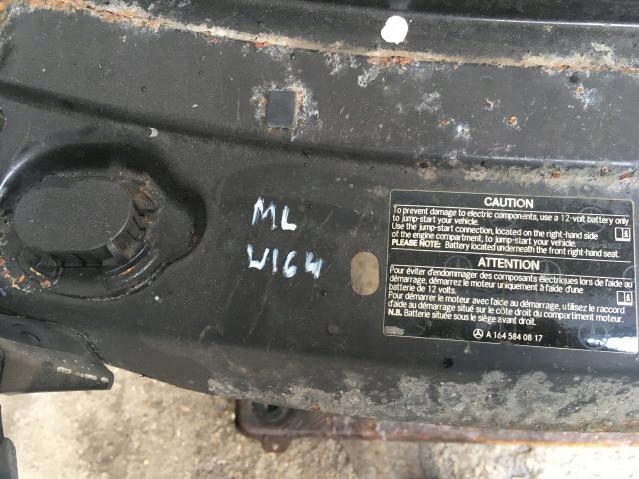 ML
W164
CAUTION
To prevent damage to electric components, use a 12-volt battery only
to jump-start your vehicle.
Use the jump-start connection, located on the right-hand side
of the engine compartment, to jump-start your vehicle.
PLEASE NOTE: Battery located underneath the front right-hand seat.
ATTENTION
Pour éviter d'endommager des composants électriques lors de l'aide au
démarrage, démarrez le moteur uniquement à l'aide d'une
batterie de 12 volts.
Pour démarrer le moteur avec l'aide au démarrage, utilisez le raccord
d'aide au démarrage situé sur le côté droit du compartiment moteur.
N.B. Batterie située sous le siège avant droit.
A 164 584 08 17